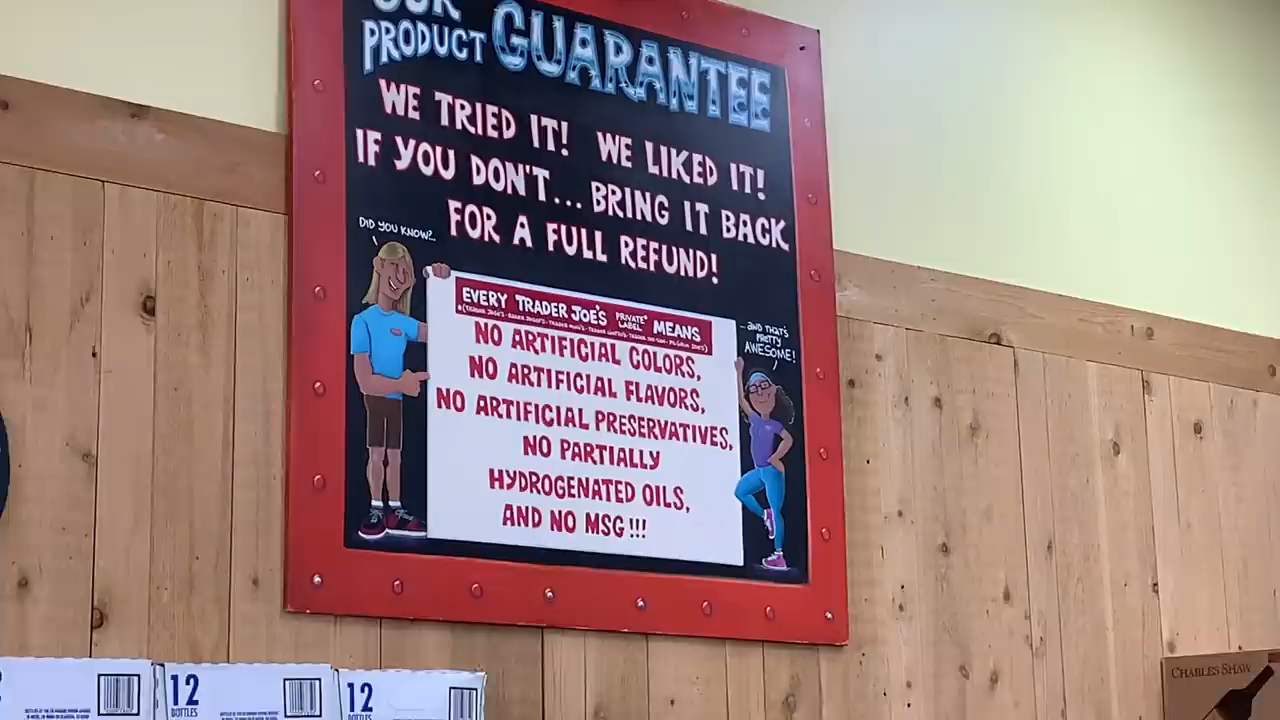 OUR
PRODUCT GUARANTEE
WE TRIED IT! WE LIKED IT!
IF YOU DON'T... BRING IT BACK
FOR A FULL REFUND!
DID YOU KNOW?..
EVERY TRADER JOE'S PRIVATE* LABEL MEANS
NO ARTIFICIAL COLORS,
NO ARTIFICIAL FLAVORS,
NO ARTIFICIAL PRESERVATIVES,
NO PARTIALLY
HYDROGENATED OILS,
AND NO MSG!!!
...AND THAT'S
PRETTY
AWESOME!
12
BOTTLES
12
BOTTLES
CHARLES SHAW